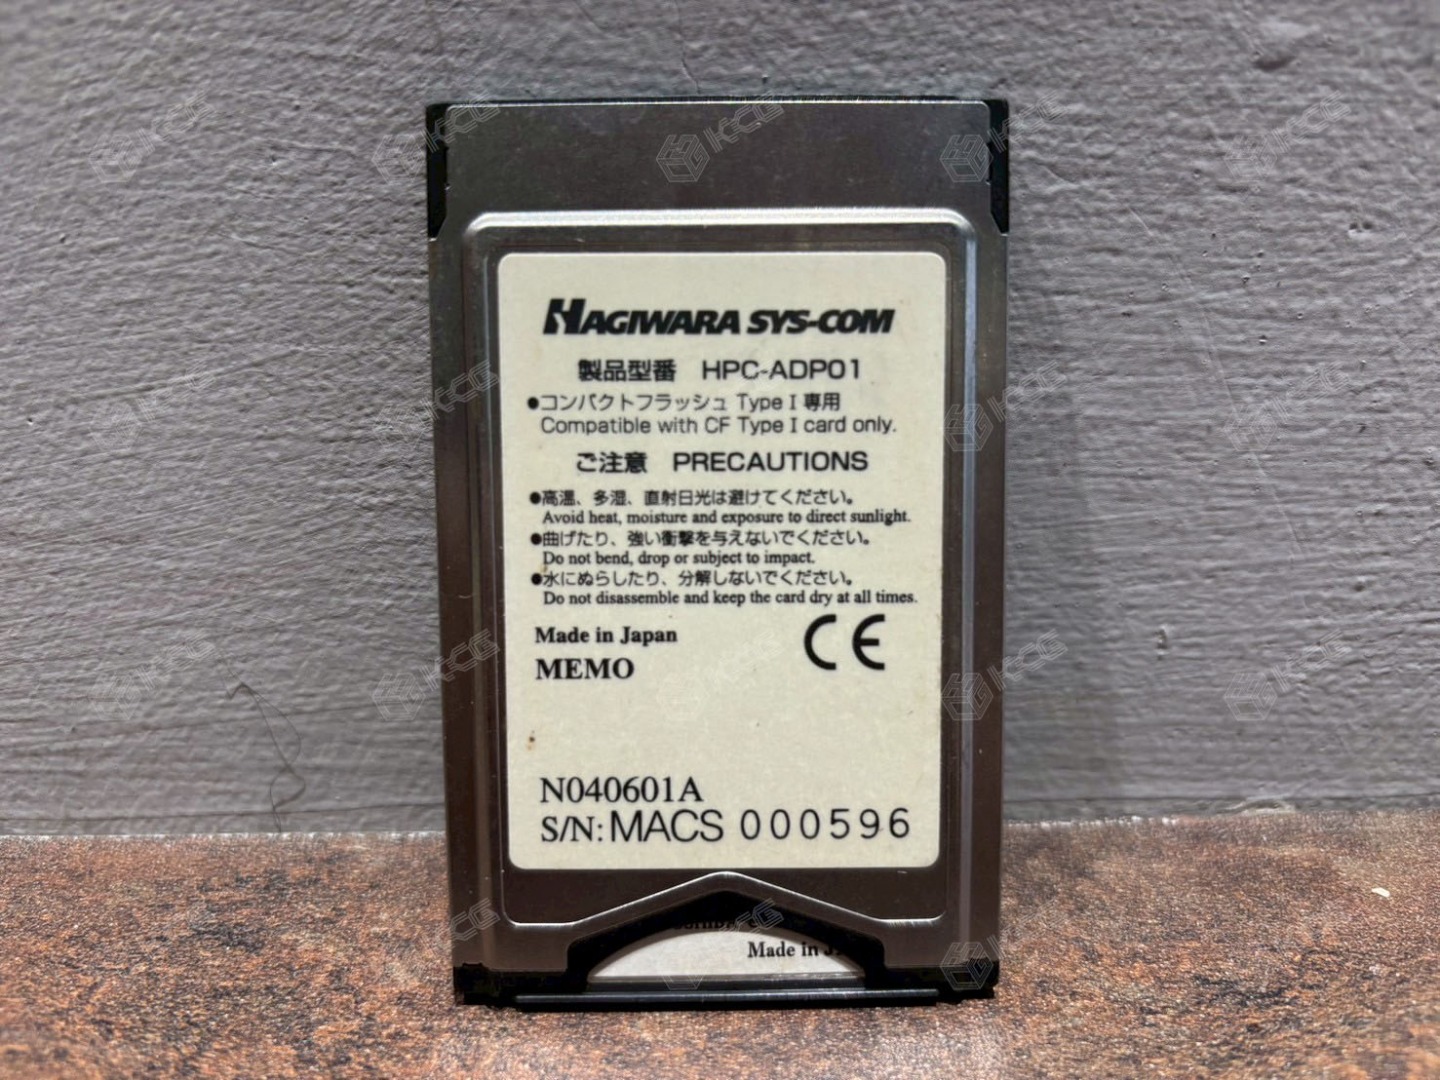 HAGIWARA SYS-COM
製品型番 HPC-ADP01
●コンパクトフラッシュ Type I 専用
Compatible with CF Type I card only.
ご注意 PRECAUTIONS
●高温、多湿、直射日光は避けてください。
Avoid heat, moisture and exposure to direct sunlight.
●曲げたり、強い衝撃を与えないでください。
Do not bend, drop or subject to impact.
●水にぬらしたり、分解しないでください。
Do not disassemble and keep the card dry at all times.
Made in Japan
CE
MEMO
N040601A
S/N: MACS 000596
Made in
KCG